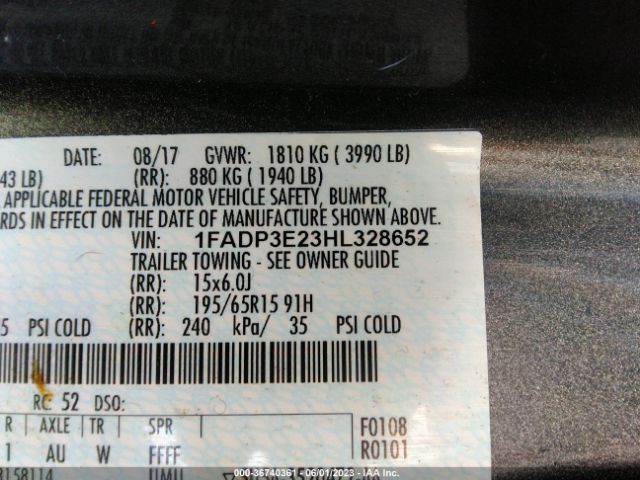 DATE: 08/17 GVWR: 1810 KG ( 3990 LB)
43 LB) (RR): 880 KG ( 1940 LB)
APPLICABLE FEDERAL MOTOR VEHICLE SAFETY, BUMPER,
RDS IN EFFECT ON THE DATE OF MANUFACTURE SHOWN ABOVE.
VIN: 1FADP3E23HL328652
TRAILER TOWING - SEE OWNER GUIDE
(RR): 15x6.0J
(RR): 195/65R15 91H
5 PSI COLD (RR): 240 kPa/ 35 PSI COLD
RC: 52 DSO:
R AXLE TR SPR F0108
1 AU W FFFF R0101
158114
000-36740361 - 06/01/2023 - IAA Inc.